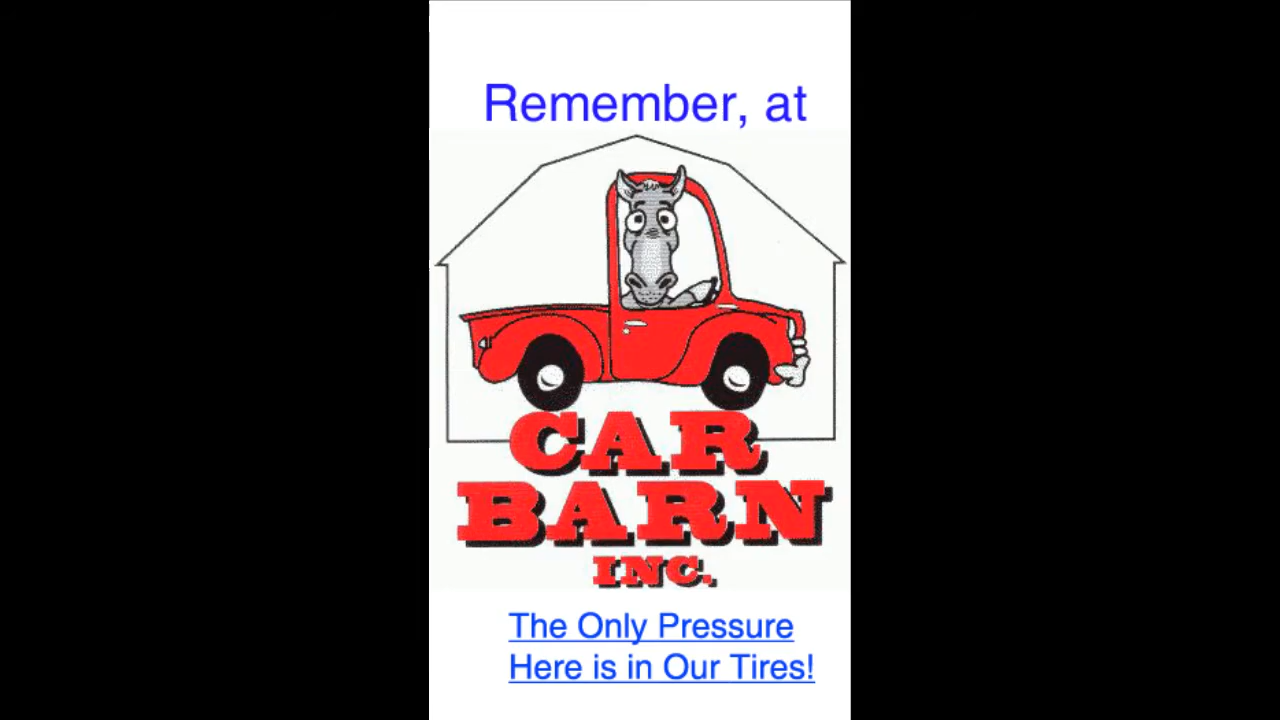 Remember, at
CAR
BARN
INC.
The Only Pressure
Here is in Our Tires!